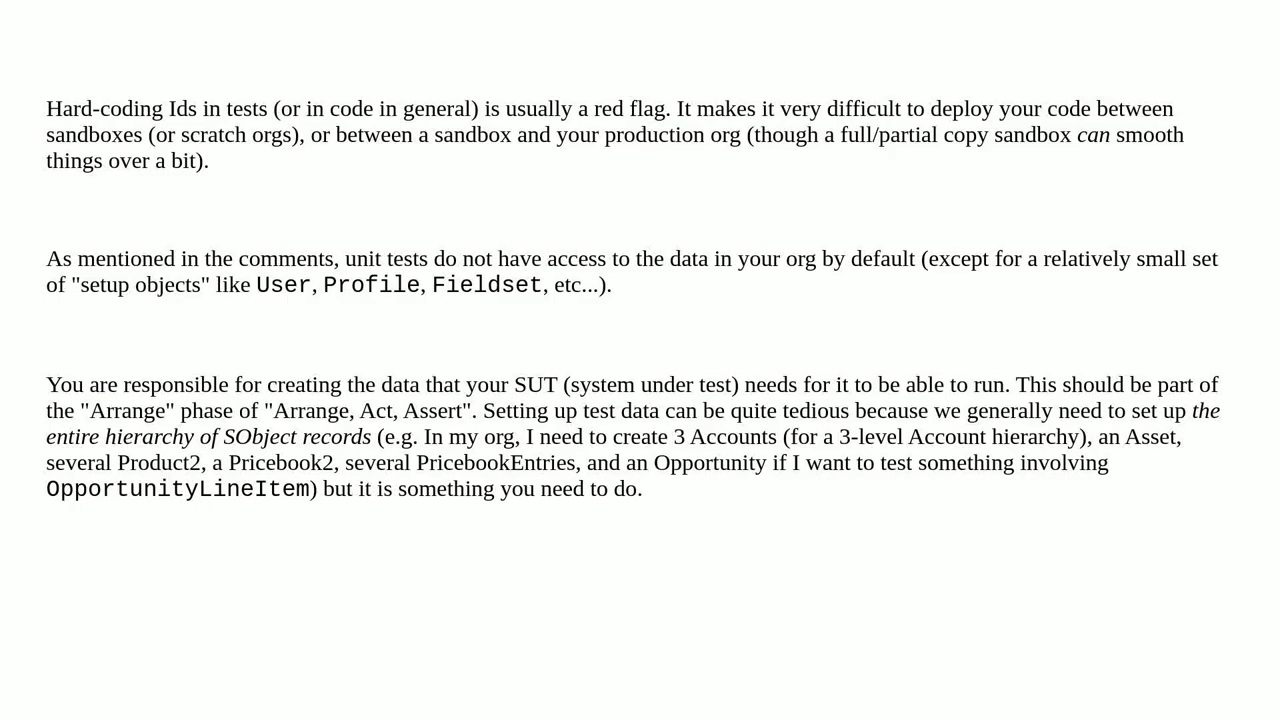 Hard-coding Ids in tests (or in code in general) is usually a red flag. It makes it very difficult to deploy your code between
sandboxes (or scratch orgs), or between a sandbox and your production org (though a full/partial copy sandbox can smooth
things over a bit).
As mentioned in the comments, unit tests do not have access to the data in your org by default (except for a relatively small set
of "setup objects" like User, Profile, Fieldset, etc...).
You are responsible for creating the data that your SUT (system under test) needs for it to be able to run. This should be part of
the "Arrange" phase of "Arrange, Act, Assert". Setting up test data can be quite tedious because we generally need to set up the
entire hierarchy of SObject records (e.g. In my org, I need to create 3 Accounts (for a 3-level Account hierarchy), an Asset,
several Product2, a Pricebook2, several PricebookEntries, and an Opportunity if I want to test something involving
OpportunityLineItem) but it is something you need to do.